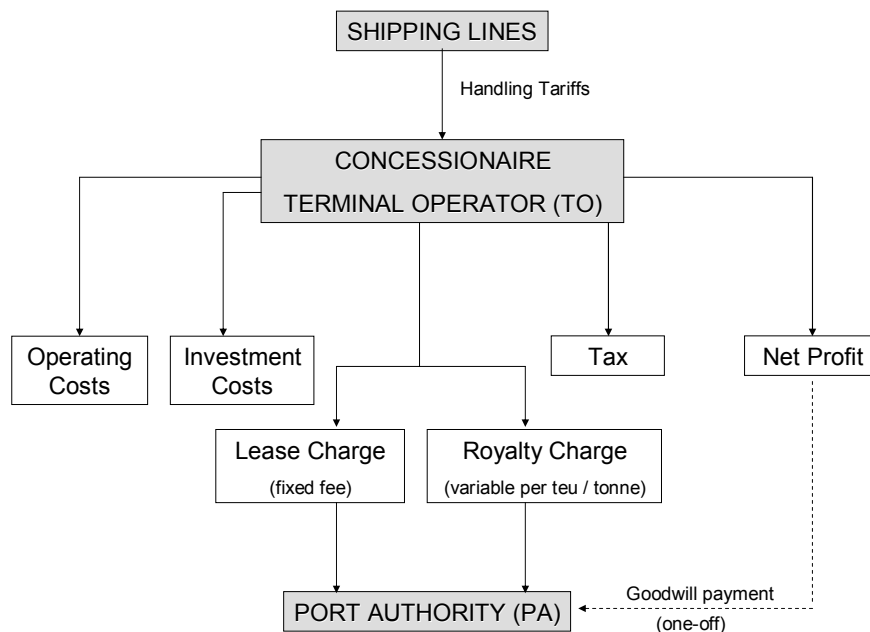 SHIPPING LINES
Handling Tariffs
CONCESSIONAIRE
TERMINAL OPERATOR (TO)
Operating
Costs
Investment
Costs
Tax
Net Profit
Lease Charge
(fixed fee)
Royalty Charge
(variable per teu / tonne)
Goodwill payment
(one-off)
PORT AUTHORITY (PA)